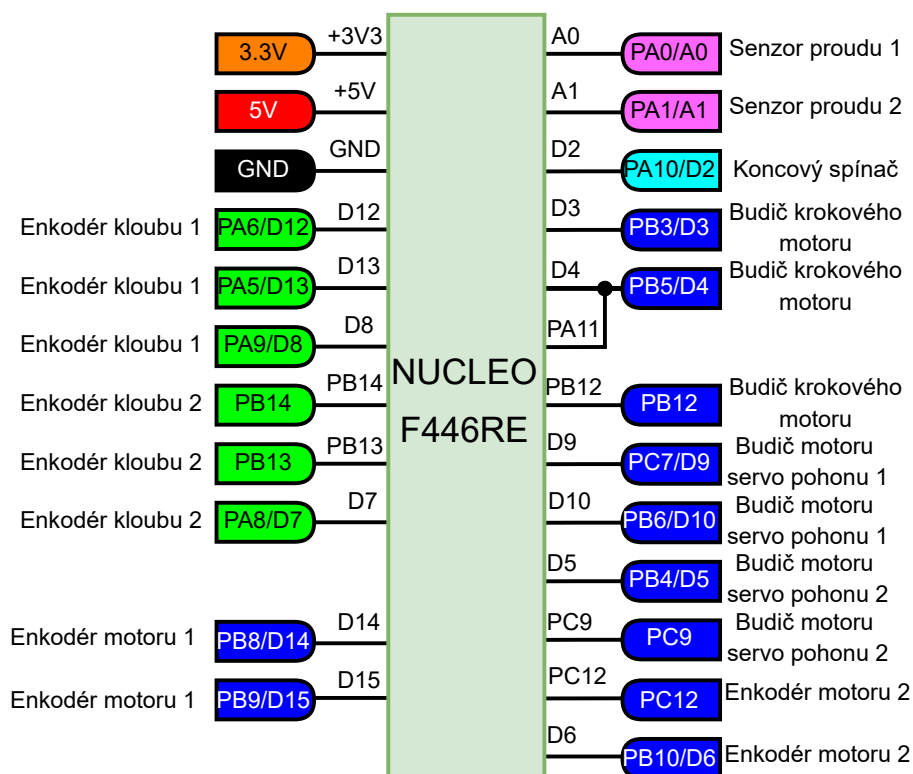 3.3V +3V3
5V +5V
GND GND
Enkodér kloubu 1 PA6/D12 D12
Enkodér kloubu 1 PA5/D13 D13
Enkodér kloubu 1 PA9/D8 D8
Enkodér kloubu 2 PB14 PB14
Enkodér kloubu 2 PB13 PB13
Enkodér kloubu 2 PA8/D7 D7
Enkodér motoru 1 PB8/D14 D14
Enkodér motoru 1 PB9/D15 D15
NUCLEO
F446RE
A0 PA0/A0 Senzor proudu 1
A1 PA1/A1 Senzor proudu 2
D2 PA10/D2 Koncový spínač
D3 PB3/D3 Budič krokového
motoru
D4 PB5/D4 Budič krokového
motoru
PA11
PB12 PB12 Budič krokového
motoru
D9 PC7/D9 Budič motoru
servo pohonu 1
D10 PB6/D10 Budič motoru
servo pohonu 1
D5 PB4/D5 Budič motoru
servo pohonu 2
PC9 PC9 Budič motoru
servo pohonu 2
PC12 PC12 Enkodér motoru 2
D6 PB10/D6 Enkodér motoru 2